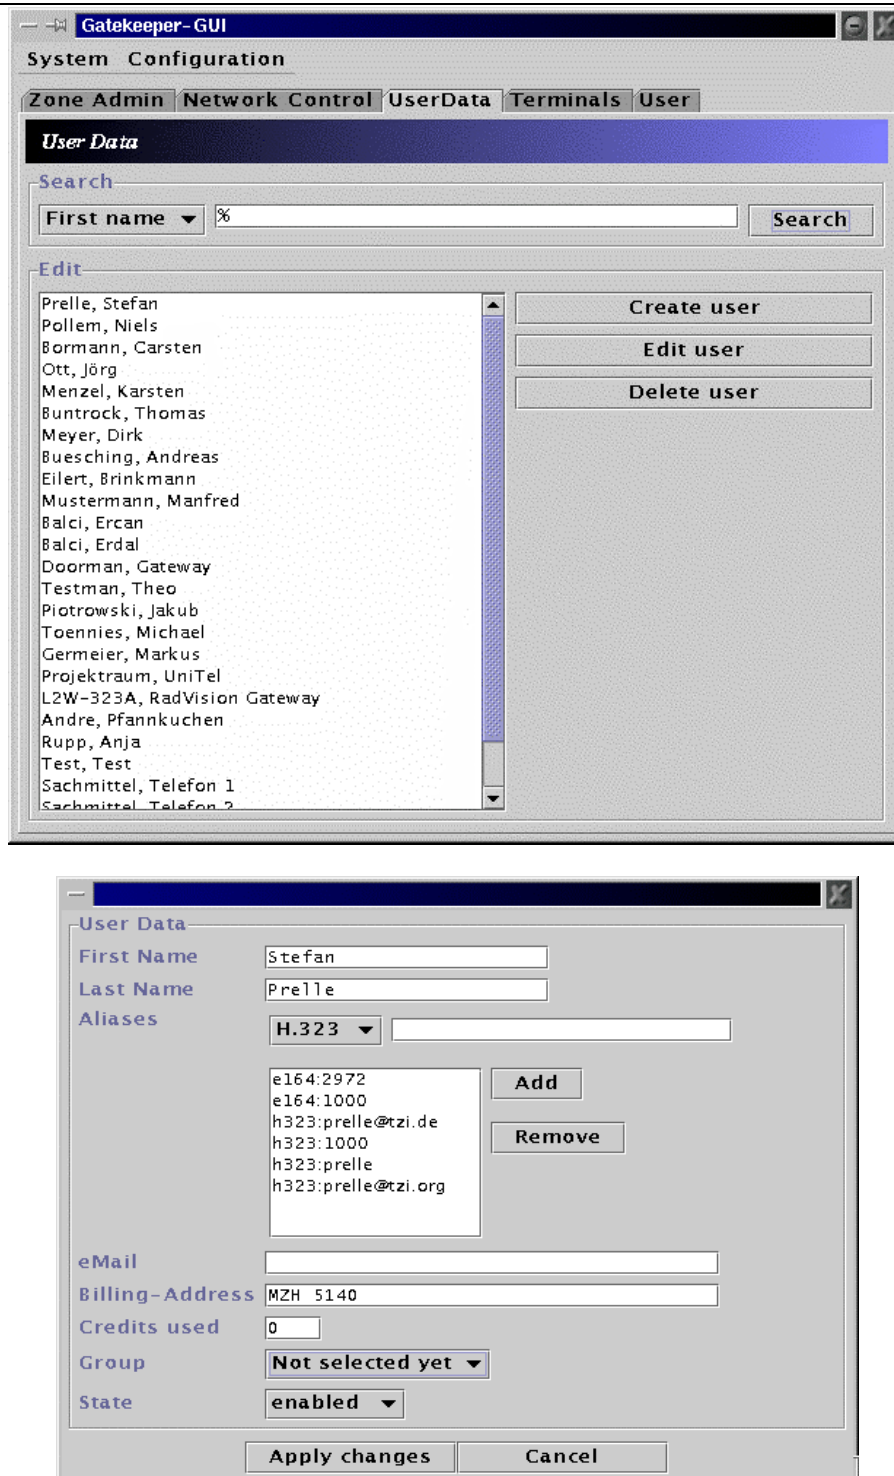 Gatekeeper-GUI
System Configuration
Zone Admin Network Control UserData Terminals User
User Data
Search
First name % Search
Edit
Prelle, Stefan
Pollem, Niels
Bormann, Carsten
Ott, Jörg
Menzel, Karsten
Buntrock, Thomas
Meyer, Dirk
Buesching, Andreas
Eilert, Brinkmann
Mustermann, Manfred
Balci, Ercan
Balci, Erdal
Doorman, Gateway
Testman, Theo
Piotrowski, Jakub
Toennies, Michael
Germeier, Markus
Projektraum, UniTel
L2W-323A, RadVision Gateway
Andre, Pfannkuchen
Rupp, Anja
Test, Test
Sachmittel, Telefon 1
Sachmittel, Telefon 2
Create user
Edit user
Delete user
User Data
First Name Stefan
Last Name Prelle
Aliases H.323
e164:2972
e164:1000
h323:prelle@tzi.de
h323:1000
h323:prelle
h323:prelle@tzi.org
Add
Remove
eMail
Billing-Address MZH 5140
Credits used 0
Group Not selected yet
State enabled
Apply changes Cancel